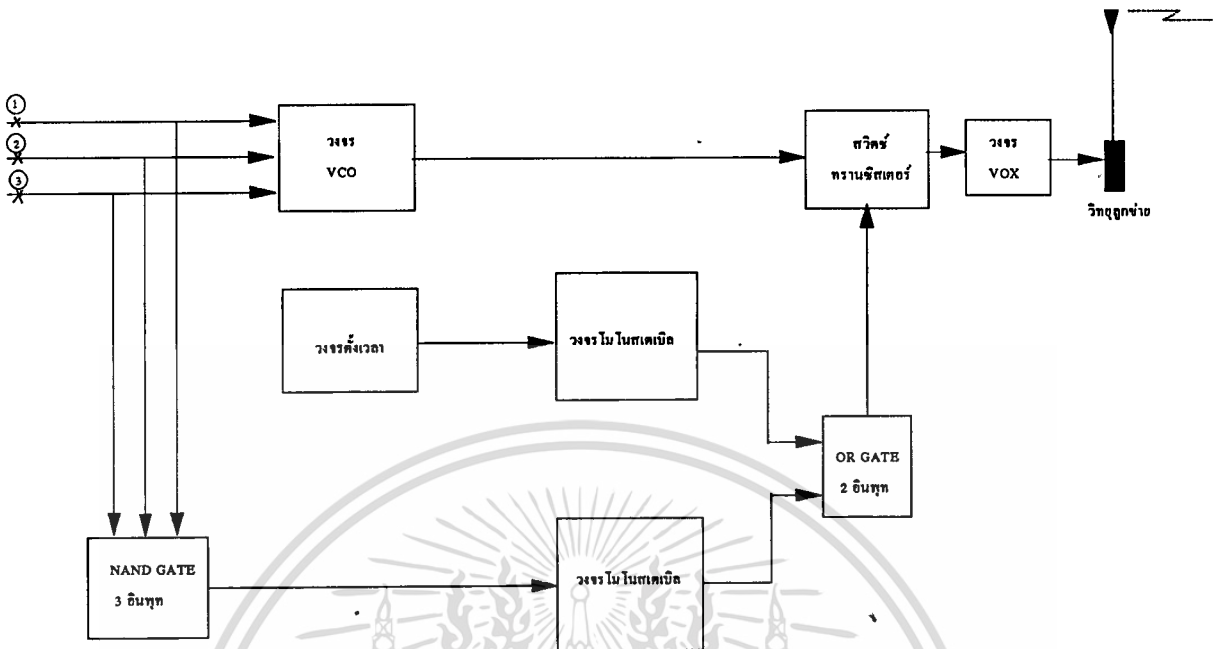 ①
②
③
วงจร
VCO
สวิตช์
ทรานซิสเตอร์
วงจร
VOX
วิทยุลูกข่าย
วงจรตั้งเวลา
วงจรโมโนสเตเบิล
OR GATE
2 อินพุท
NAND GATE
3 อินพุท
วงจรโมโนสเตเบิล